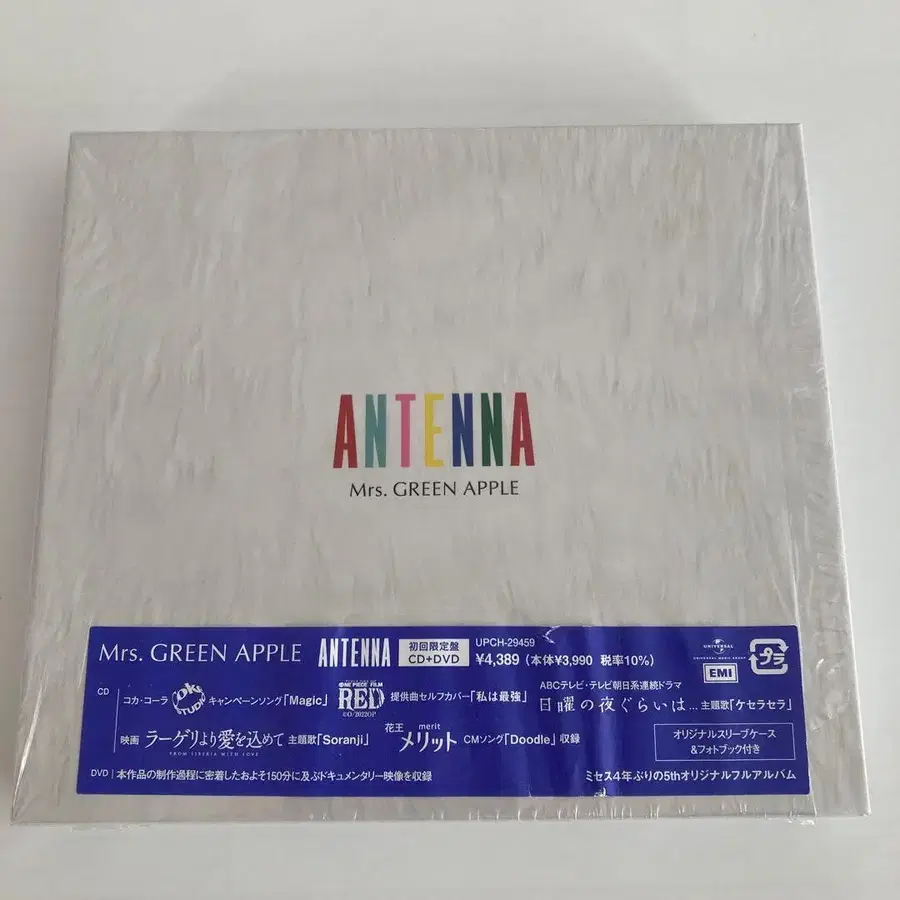 ANTENNA
Mrs. GREEN APPLE
Mrs. GREEN APPLE ANTENNA 初回限定盤 CD+DVD UPCH-29459 ¥4,389 (本体¥3,990 税率10%) UNIVERSAL UNIVERSAL MUSIC GROUP EMI プラ
CD
コカ・コーラ STUDIO キャンペーンソング「Magic」 ONE PIECE FILM RED ©O/2022OP 提供曲セルフカバー「私は最強」 ABCテレビ・テレビ朝日系連続ドラマ 日曜の夜ぐらいは... 主題歌「ケセラセラ」
映画 ラーゲリより愛を込めて FROM SIBERIA WITH LOVE 主題歌「Soranji」 花王 merit メリット CMソング「Doodle」収録
オリジナルスリーブケース
&フォトブック付き
DVD | 本作品の制作過程に密着したおよそ150分に及ぶドキュメンタリー映像を収録 ミセス4年ぶりの5thオリジナルフルアルバム